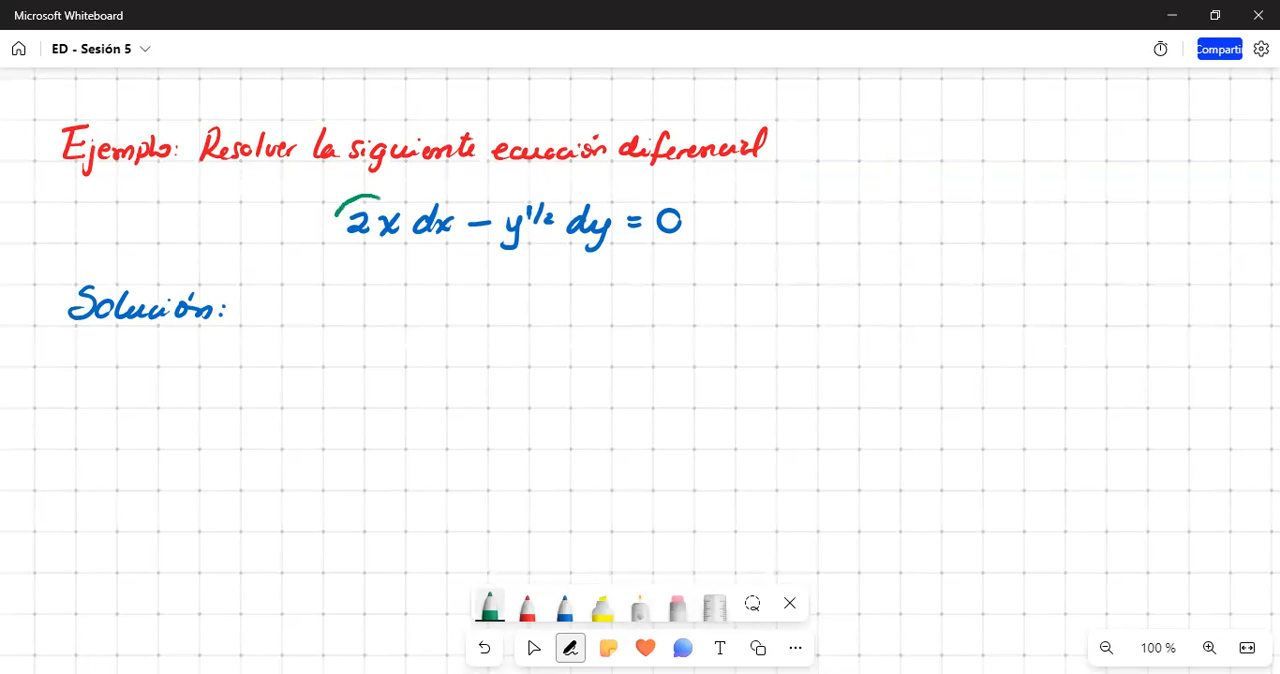 Microsoft Whiteboard
ED - Sesión 5
Compartir
Ejemplo: Resolver la siguiente ecuación diferencial
2x dx - y^{1/2} dy = 0
Solución:
T
100 %